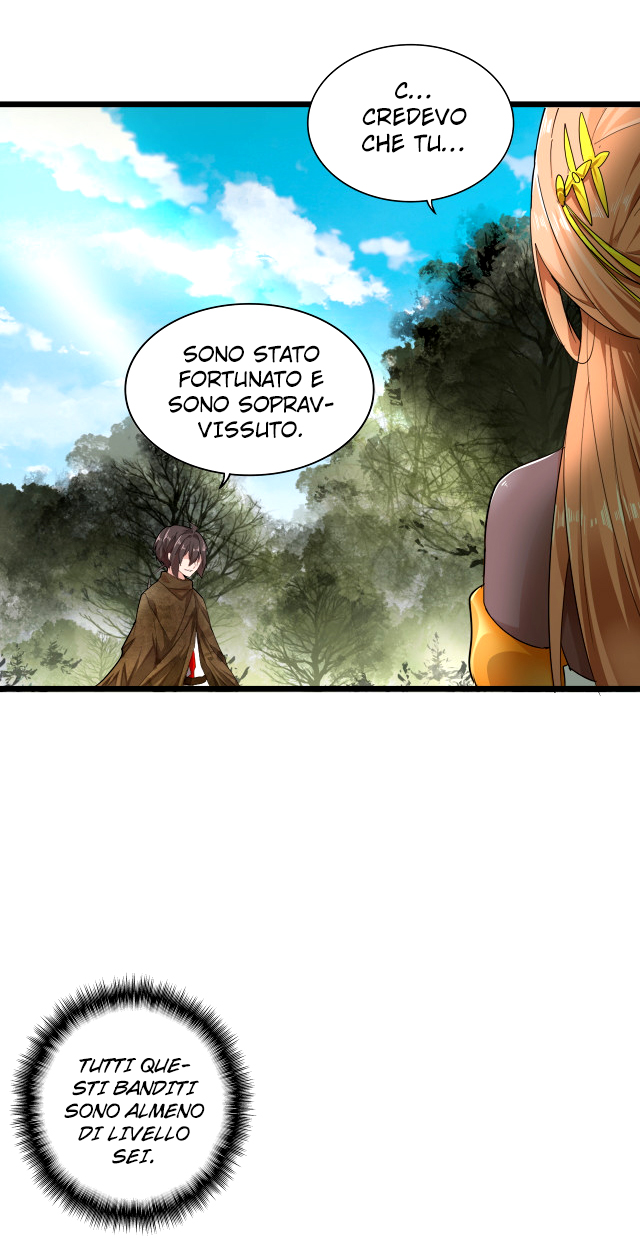 C...
CREDEVO
CHE TU...
SONO STATO
FORTUNATO E
SONO SOPRAV-
VISSUTO.
TUTTI QUE-
STI BANDITI
SONO ALMENO
DI LIVELLO
SEI.